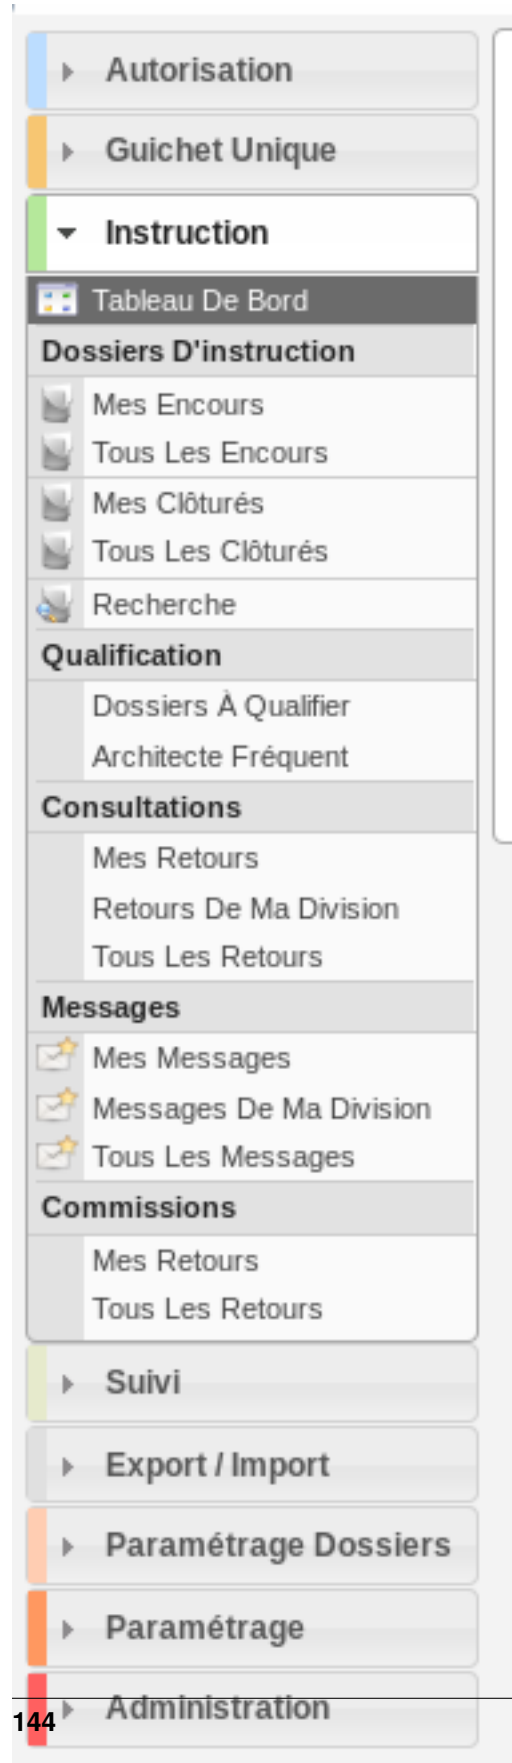 Autorisation
Guichet Unique
Instruction
Tableau De Bord
Dossiers D'instruction
Mes Encours
Tous Les Encours
Mes Clôturés
Tous Les Clôturés
Recherche
Qualification
Dossiers À Qualifier
Architecte Fréquent
Consultations
Mes Retours
Retours De Ma Division
Tous Les Retours
Messages
Mes Messages
Messages De Ma Division
Tous Les Messages
Commissions
Mes Retours
Tous Les Retours
Suivi
Export / Import
Paramétrage Dossiers
Paramétrage
Administration
144